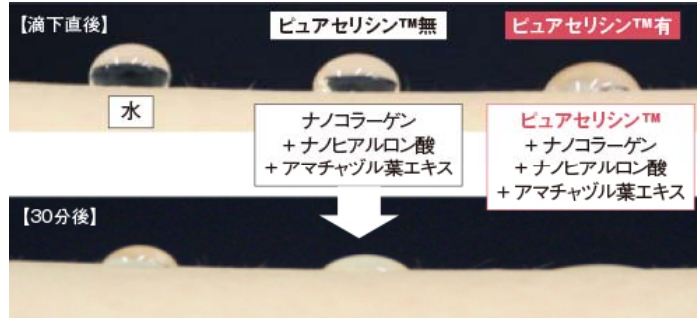 【滴下直後】
ピュアセリシン™無
ピュアセリシン™有
水
ナノコラーゲン
+ ナノヒアルロン酸
+ アマチャヅル葉エキス
ピュアセリシン™
+ ナノコラーゲン
+ ナノヒアルロン酸
+ アマチャヅル葉エキス
【30分後】